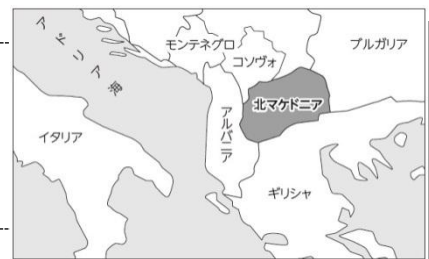 アドリア海
モンテネグロ
コソヴォ
ブルガリア
北マケドニア
アルバニア
イタリア
ギリシャ